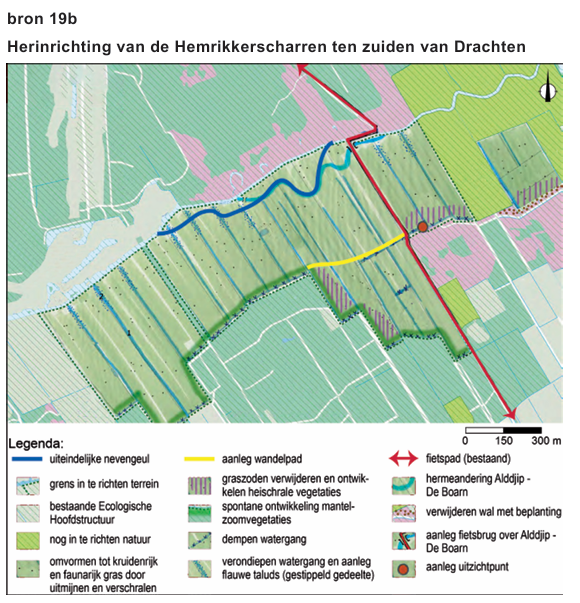 bron 19b
Herinrichting van de Hemrikkerscharren ten zuiden van Drachten
0 150 300 m
Legenda:
uiteindelijke nevengeul
grens in te richten terrein
bestaande Ecologische
Hoofdstructuur
nog in te richten natuur
omvormen tot kruidenrijk
en faunarijk gras door
uitmijnen en verschralen
aanleg wandelpad
graszoden verwijderen en ontwik-
kelen heischrale vegetaties
spontane ontwikkeling mantel-
zoomvegetaties
dempen watergang
verondiepen watergang en aanleg
flauwe taluds (gestippeld gedeelte)
fietspad (bestaand)
hermeandering Alddjip -
De Boarn
verwijderen wal met beplanting
aanleg fietsbrug over Alddjip -
De Boarn
aanleg uitzichtpunt